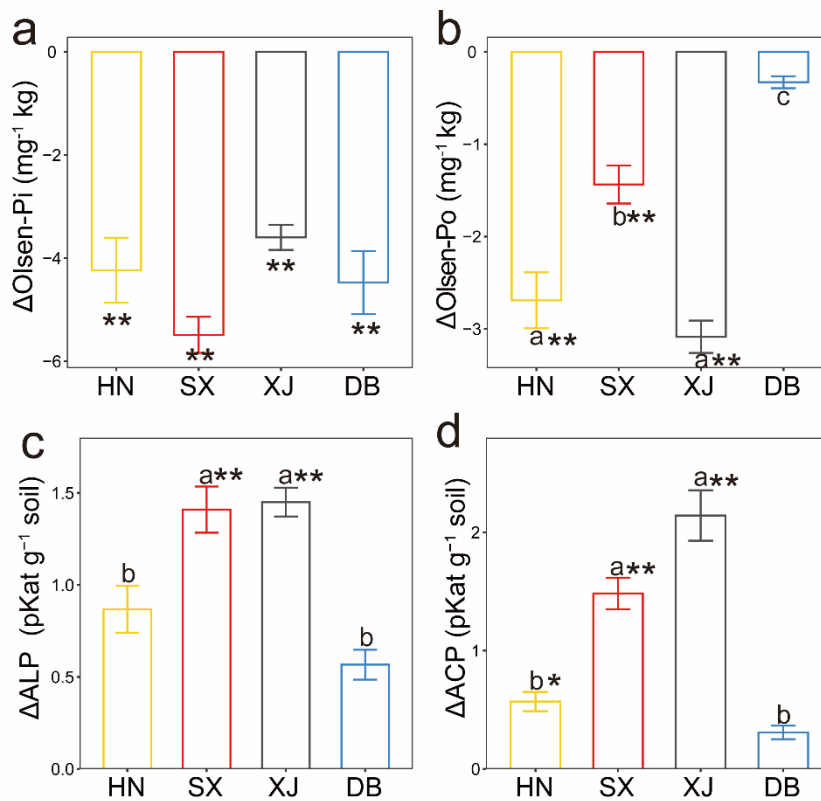 a
ΔOlsen-Pi (mg⁻¹ kg)
0
−2
−4
−6
** ** ** **
HN SX XJ DB
b
ΔOlsen-Po (mg⁻¹ kg)
0
−1
−2
−3
a** b** a** c
HN SX XJ DB
c
ΔALP (pKat g⁻¹ soil)
1.5
1.0
0.5
0.0
b a** a** b
HN SX XJ DB
d
ΔACP (pKat g⁻¹ soil)
2
1
0
b* a** a** b
HN SX XJ DB